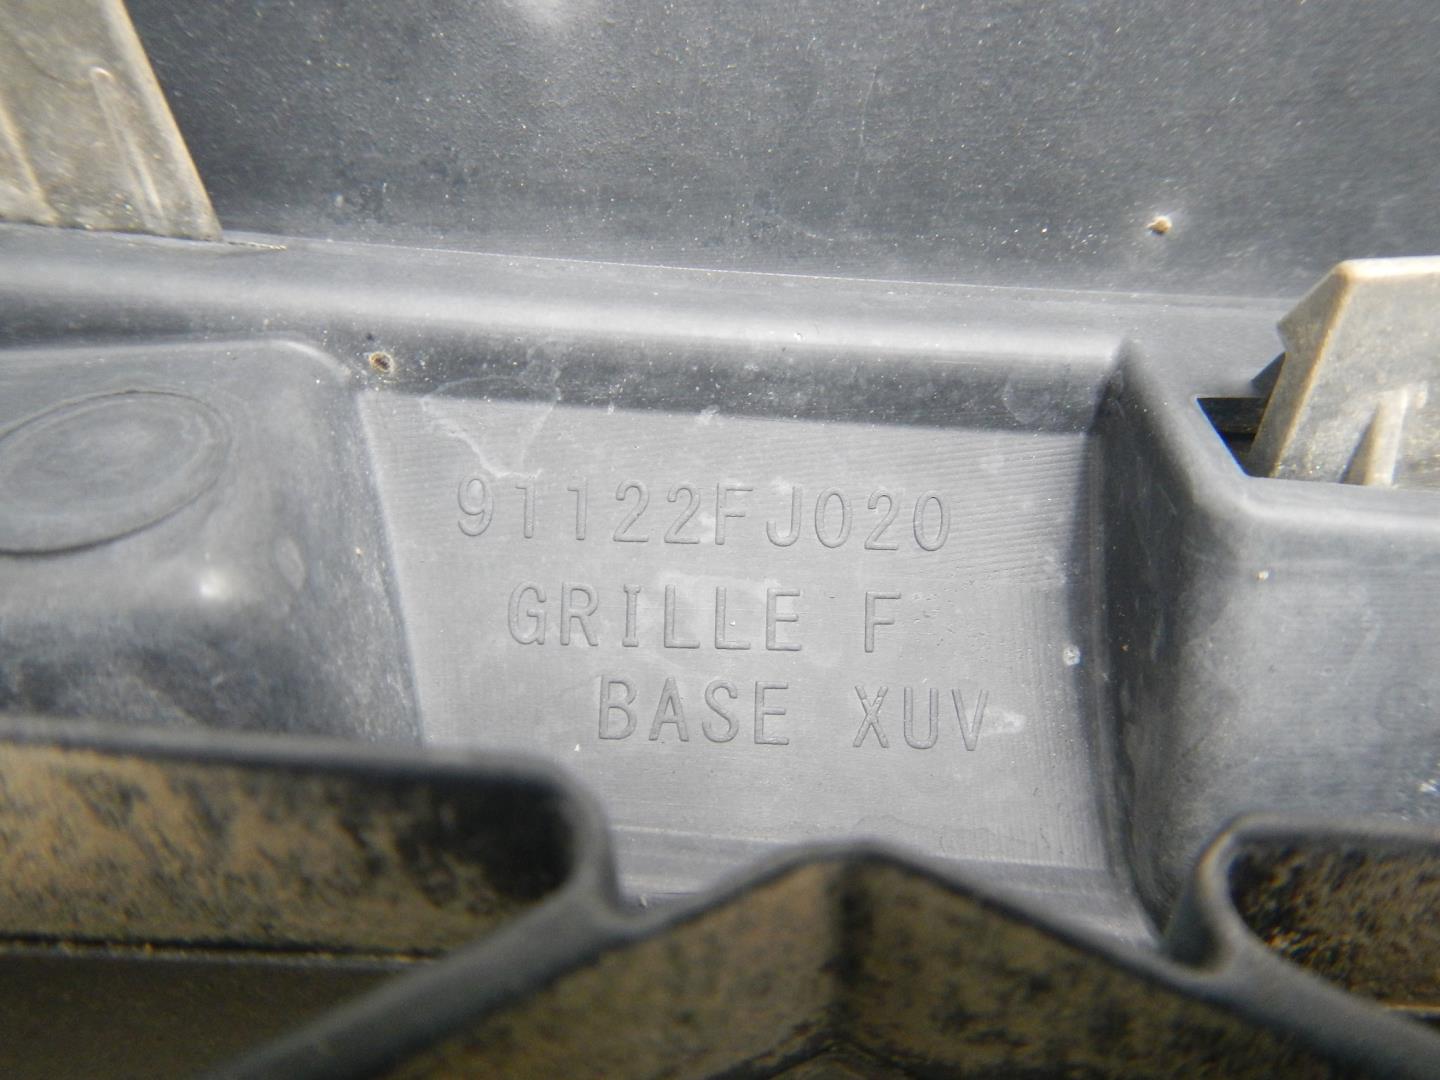 91122FJ020
GRILLE F
BASE XUV